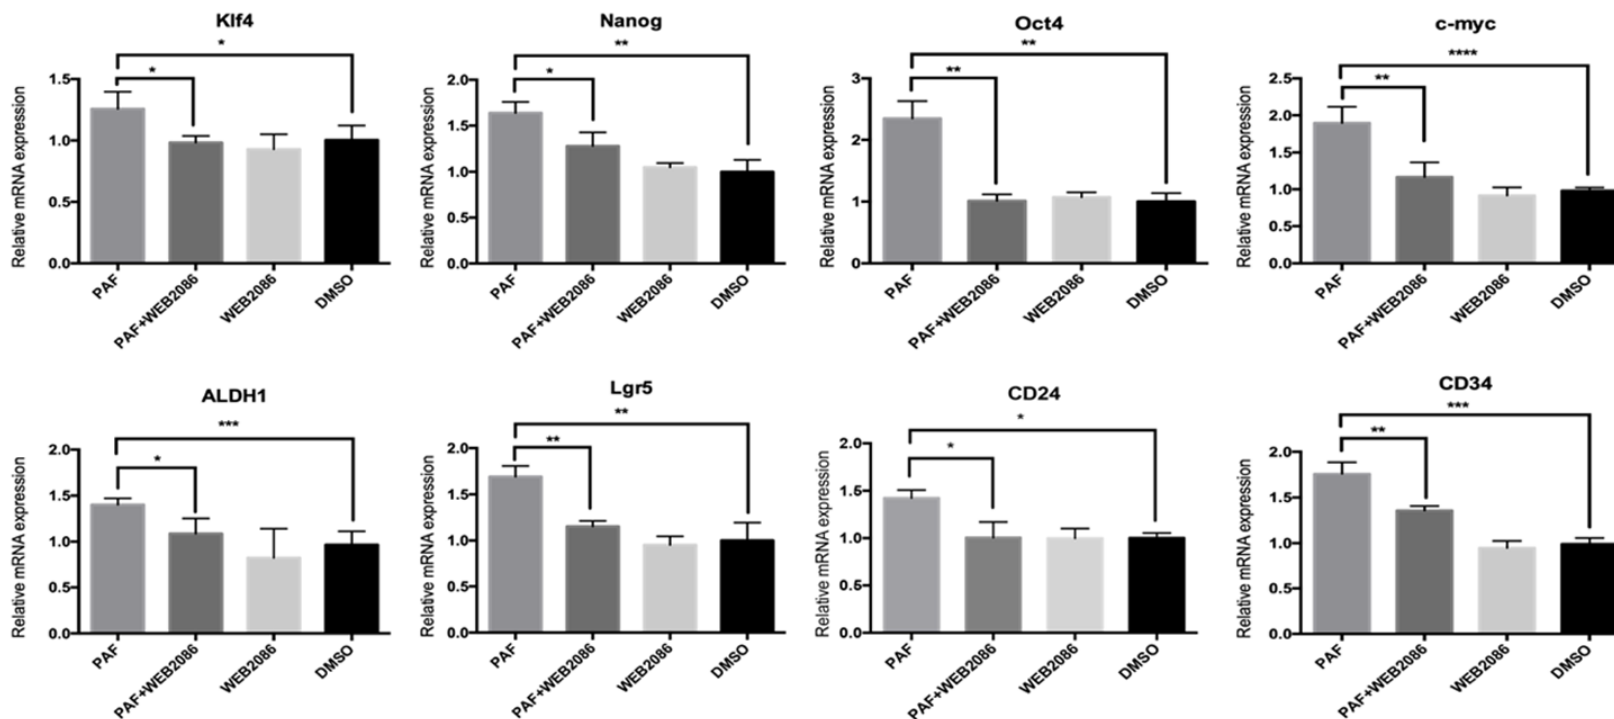 Klf4
*
*
Relative mRNA expression
1.5
1.0
0.5
0.0
PAF
PAF+WEB2086
WEB2086
DMSO
Nanog
**
*
Relative mRNA expression
2.0
1.5
1.0
0.5
0.0
PAF
PAF+WEB2086
WEB2086
DMSO
Oct4
**
**
Relative mRNA expression
3
2
1
0
PAF
PAF+WEB2086
WEB2086
DMSO
c-myc
****
**
Relative mRNA expression
2.5
2.0
1.5
1.0
0.5
0.0
PAF
PAF+WEB2086
WEB2086
DMSO
ALDH1
***
*
Relative mRNA expression
2.0
1.5
1.0
0.5
0.0
PAF
PAF+WEB2086
WEB2086
DMSO
Lgr5
**
**
Relative mRNA expression
2.0
1.5
1.0
0.5
0.0
PAF
PAF+WEB2086
WEB2086
DMSO
CD24
*
*
Relative mRNA expression
2.0
1.5
1.0
0.5
0.0
PAF
PAF+WEB2086
WEB2086
DMSO
CD34
***
**
Relative mRNA expression
2.0
1.5
1.0
0.5
0.0
PAF
PAF+WEB2086
WEB2086
DMSO